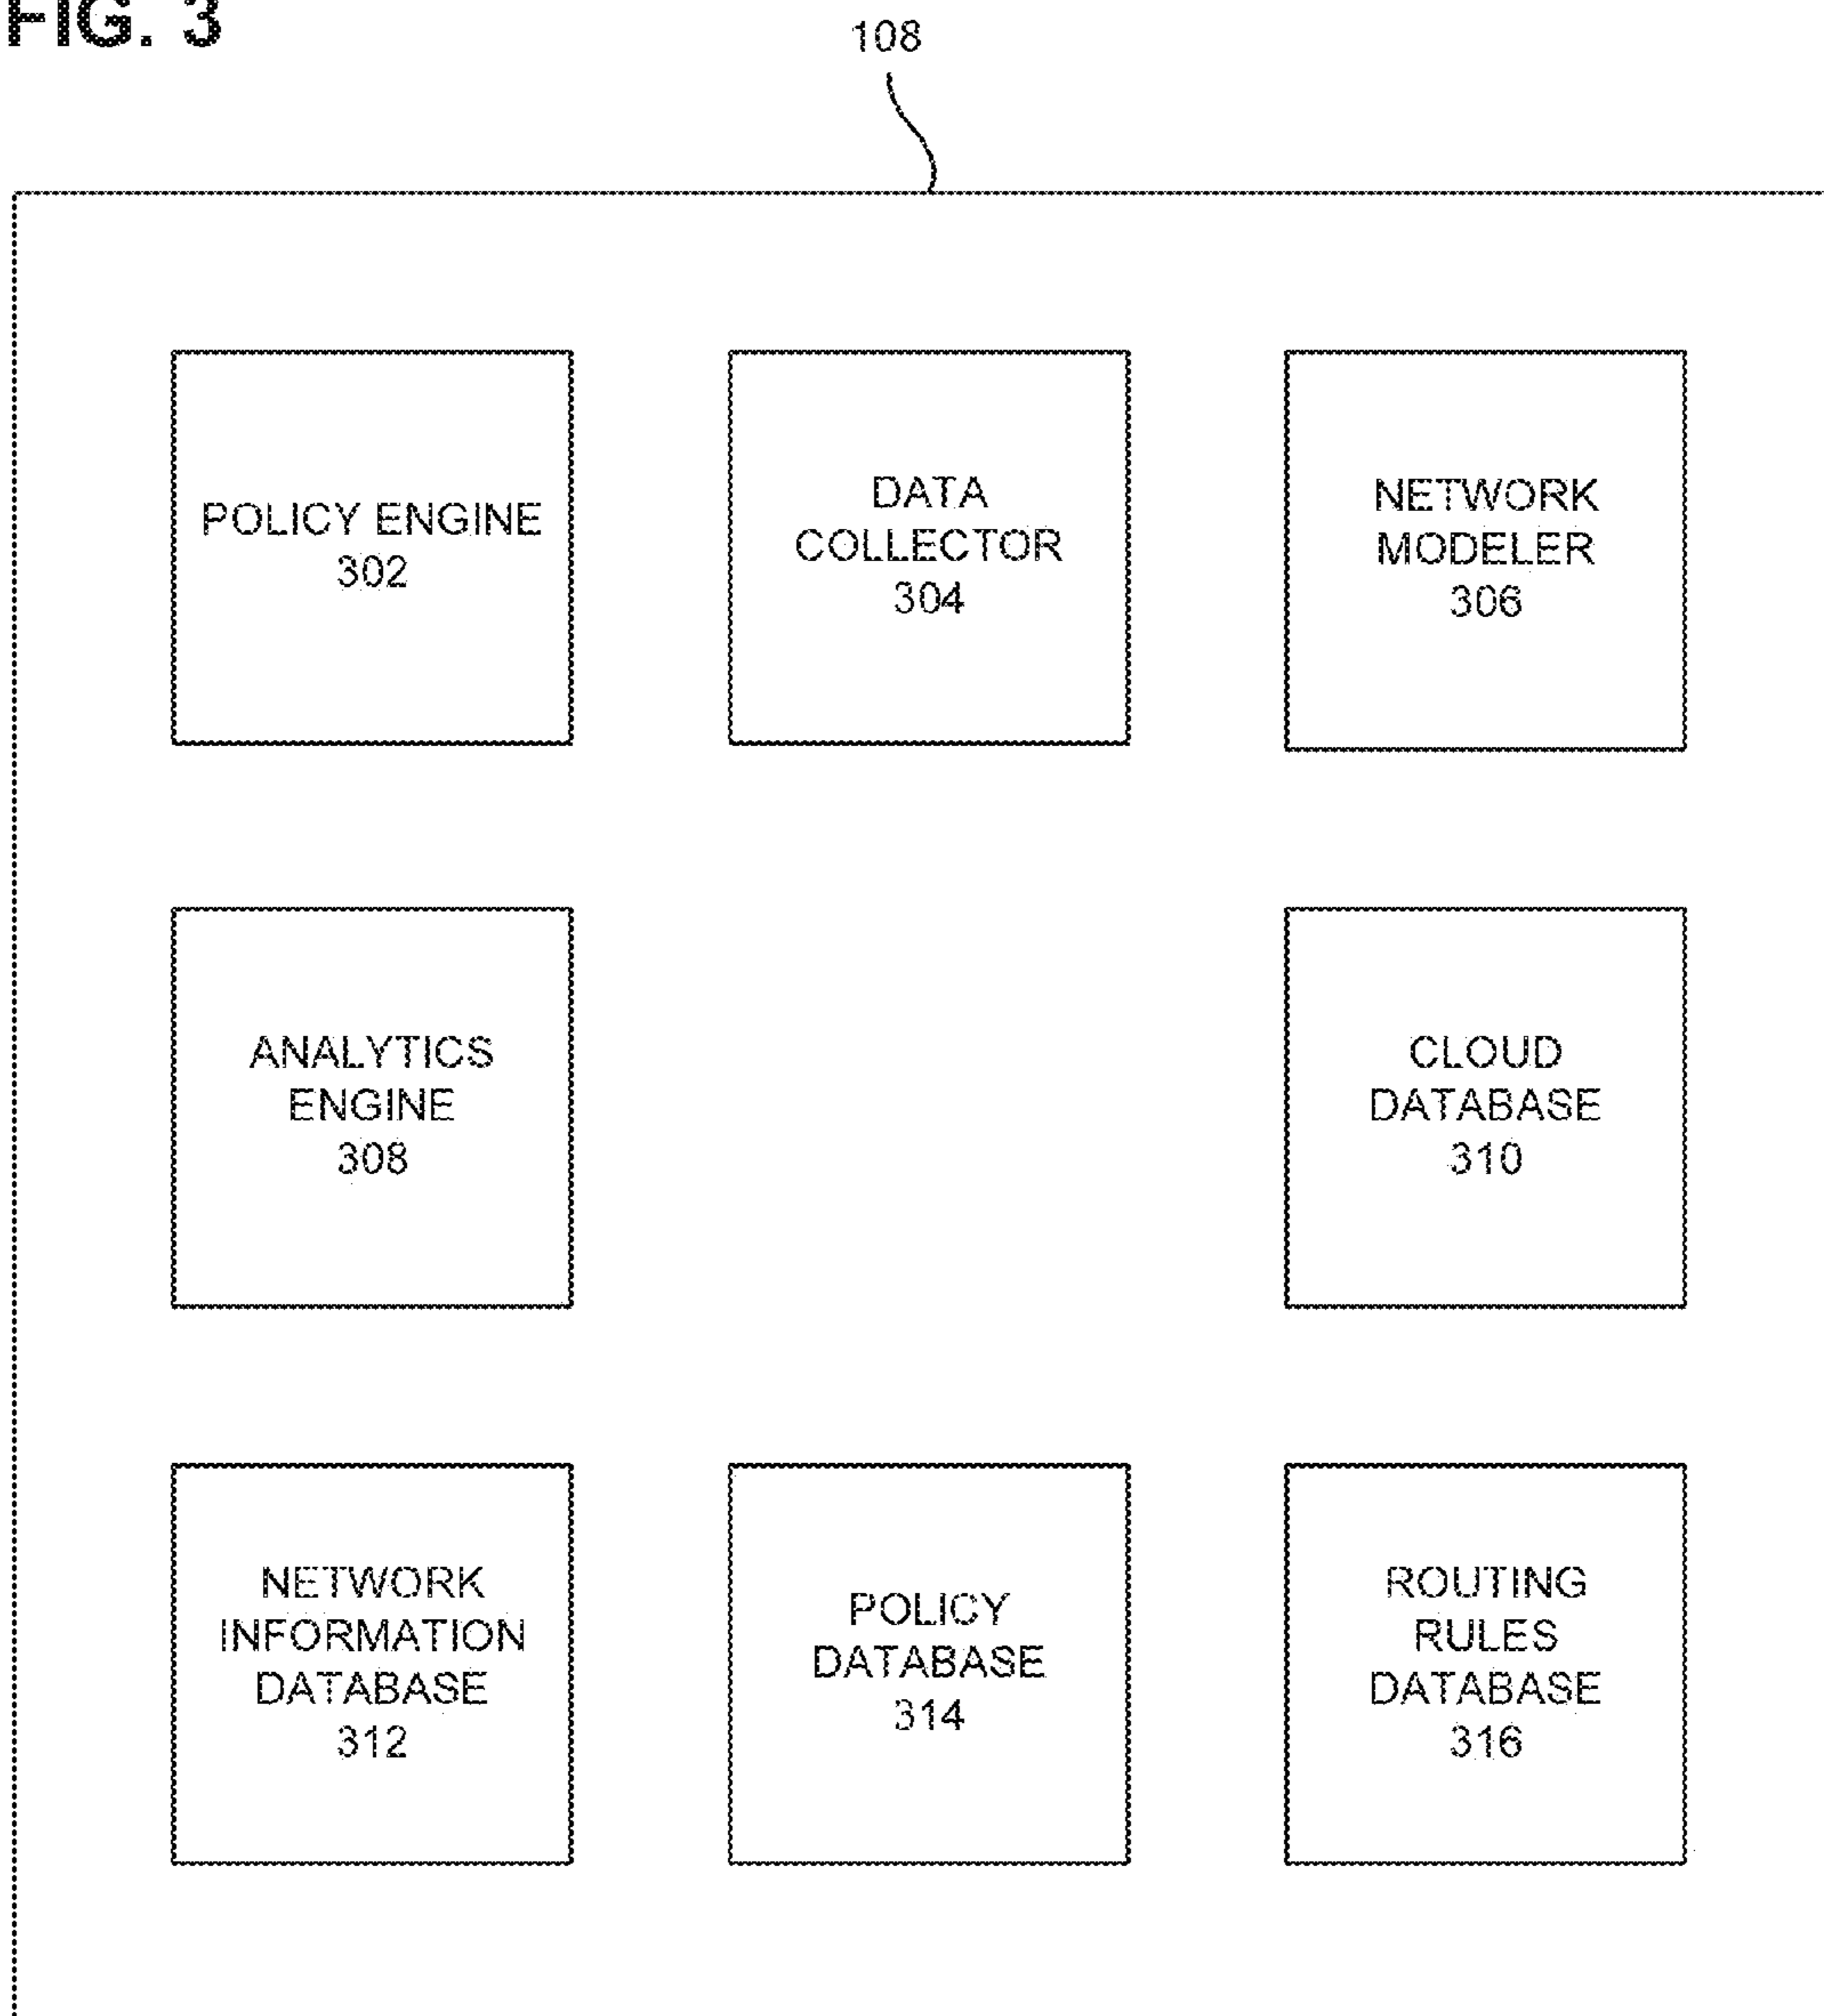 FIG. 3
108
POLICY ENGINE
302
DATA
COLLECTOR
304
NETWORK
MODELER
306
ANALYTICS
ENGINE
308
CLOUD
DATABASE
310
NETWORK
INFORMATION
DATABASE
312
POLICY
DATABASE
314
ROUTING
RULES
DATABASE
316